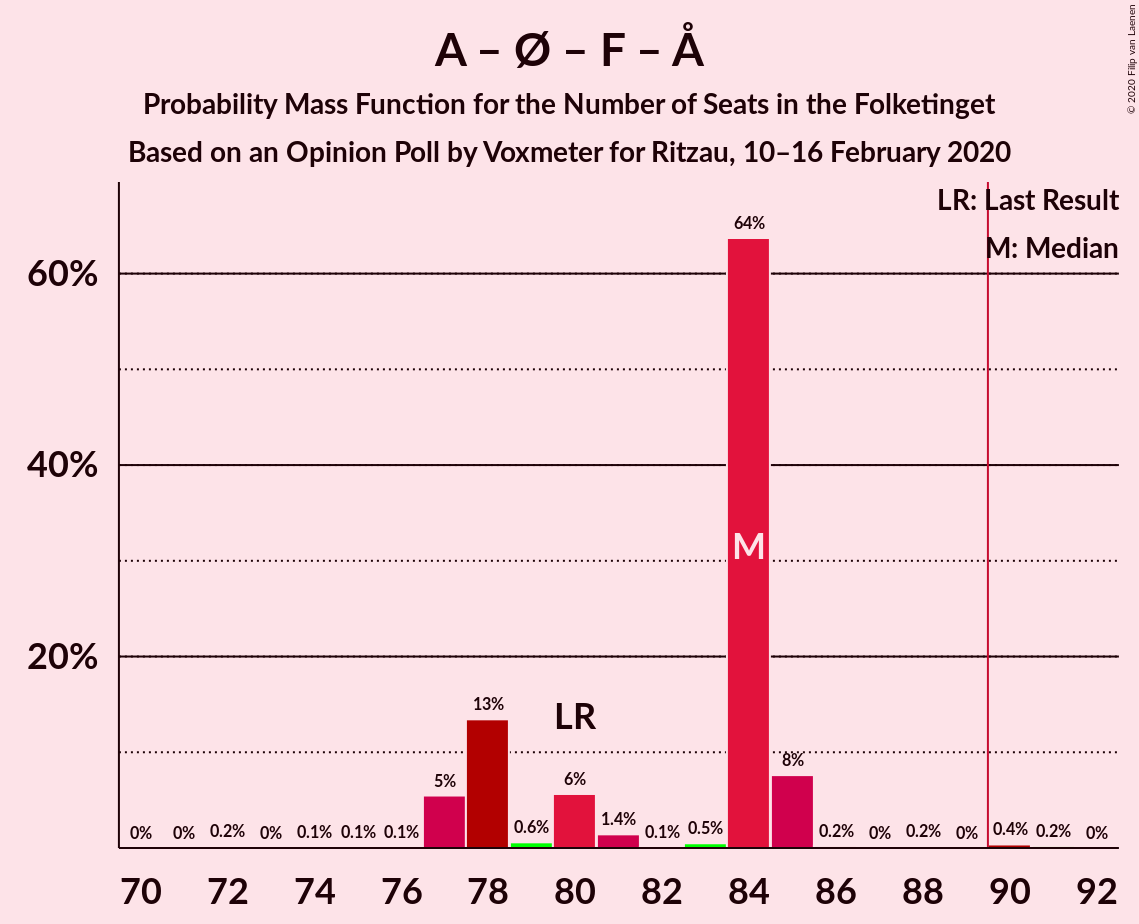 A – Ø – F – Å
Probability Mass Function for the Number of Seats in the Folketinget
Based on an Opinion Poll by Voxmeter for Ritzau, 10–16 February 2020
© 2020 Filip van Laenen
LR: Last Result
M: Median
60%
40%
20%
0% 0% 0.2% 0% 0.1% 0.1% 0.1% 5% 13% 0.6% 6% 1.4% 0.1% 0.5% 64% 8% 0.2% 0% 0.2% 0% 0.4% 0.2% 0%
LR
M
70 72 74 76 78 80 82 84 86 88 90 92